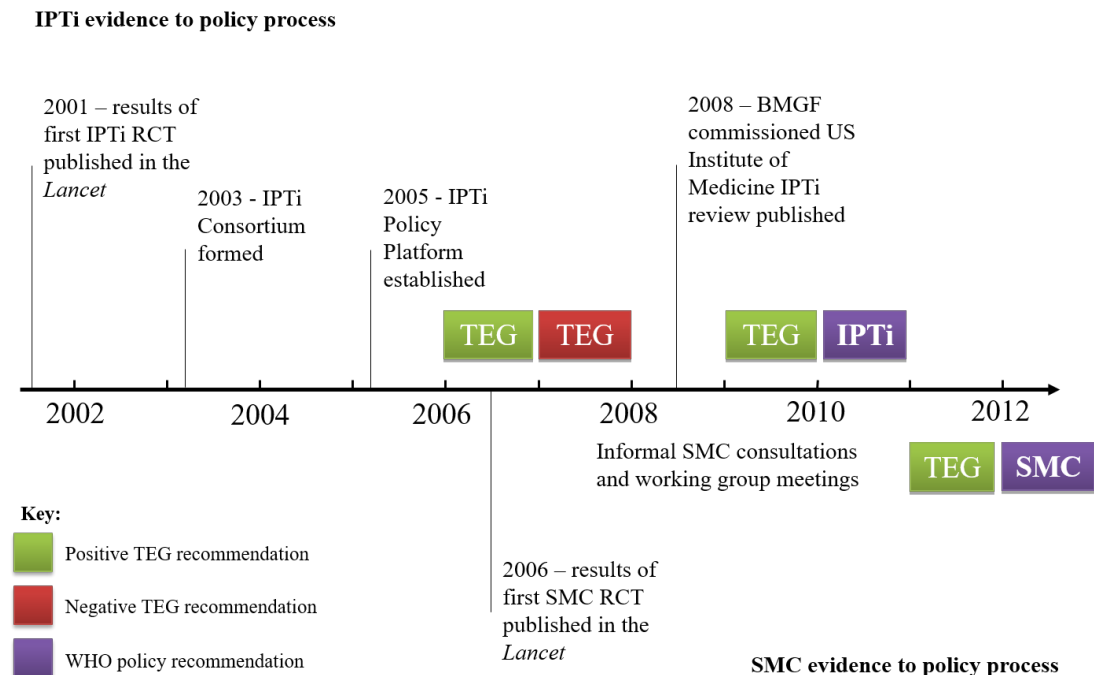 IPTi evidence to policy process
2001 – results of
first IPTi RCT
published in the
Lancet
2003 - IPTi
Consortium
formed
2005 - IPTi
Policy
Platform
established
2008 – BMGF
commissioned US
Institute of
Medicine IPTi
review published
TEG
TEG
TEG
IPTi
2002
2004
2006
2008
2010
2012
Informal SMC consultations
and working group meetings
TEG
SMC
Key:
Positive TEG recommendation
Negative TEG recommendation
WHO policy recommendation
2006 – results of
first SMC RCT
published in the
Lancet
SMC evidence to policy process